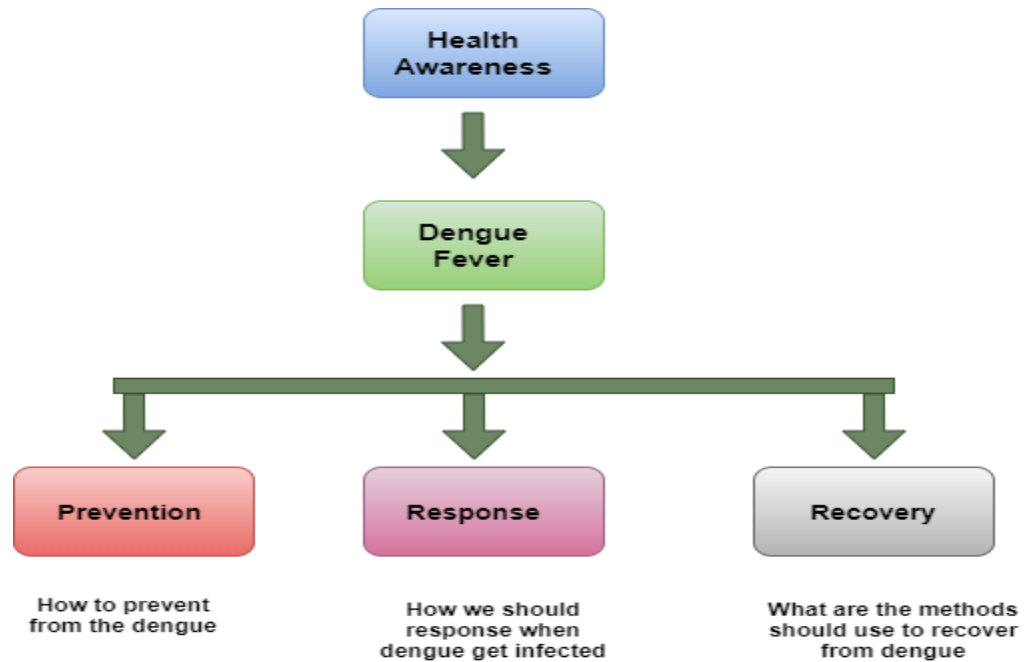 Health
Awareness
Dengue
Fever
Prevention
Response
Recovery
How to prevent
from the dengue
How we should
response when
dengue get infected
What are the methods
should use to recover
from dengue